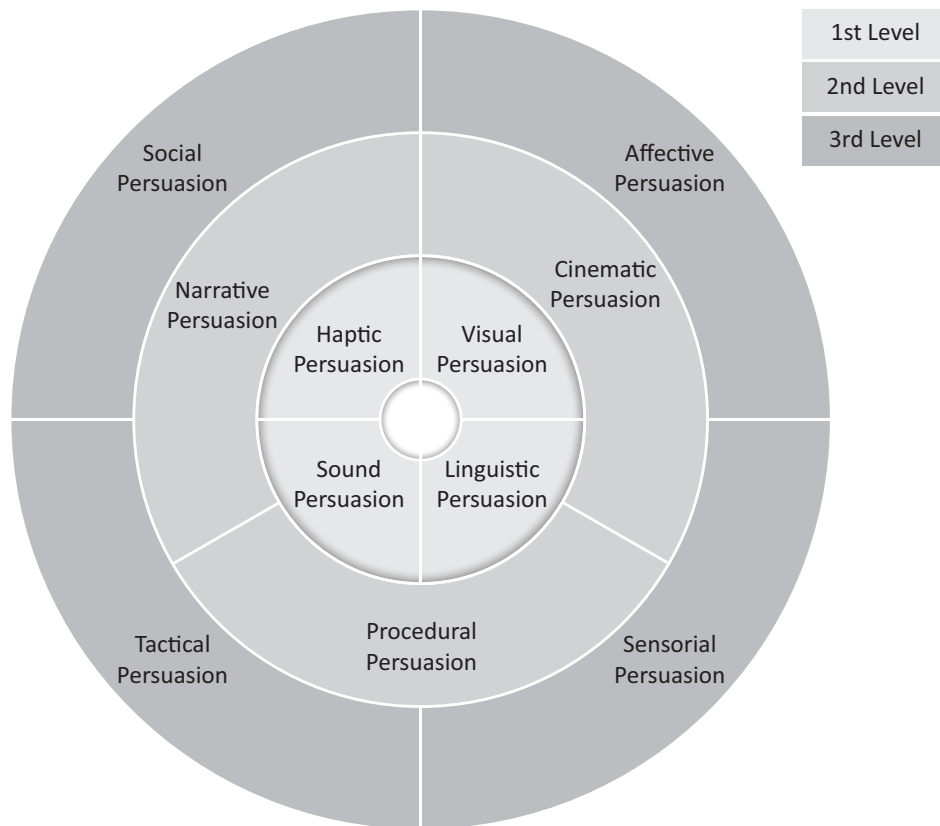 1st Level
2nd Level
3rd Level
Social
Persuasion
Affective
Persuasion
Narrative
Persuasion
Cinematic
Persuasion
Haptic
Persuasion
Visual
Persuasion
Sound
Persuasion
Linguistic
Persuasion
Procedural
Persuasion
Tactical
Persuasion
Sensorial
Persuasion